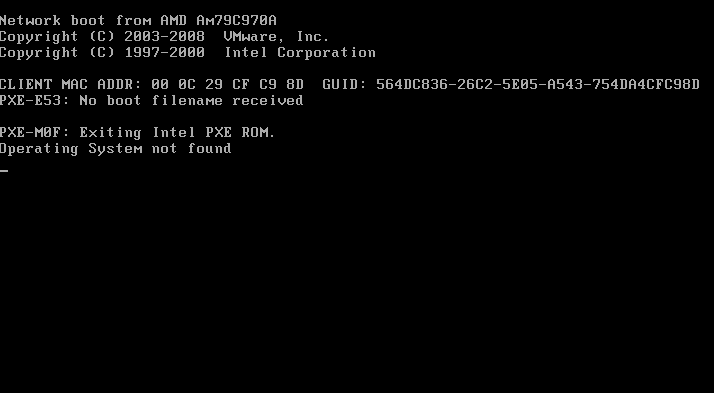 Network boot from AMD Am79C970A
Copyright (C) 2003-2008  VMware, Inc.
Copyright (C) 1997-2000  Intel Corporation
CLIENT MAC ADDR: 00 0C 29 CF C9 8D  GUID: 564DC836-26C2-5E05-A543-754DA4CFC98D
PXE-E53: No boot filename received
PXE-M0F: Exiting Intel PXE ROM.
Operating System not found